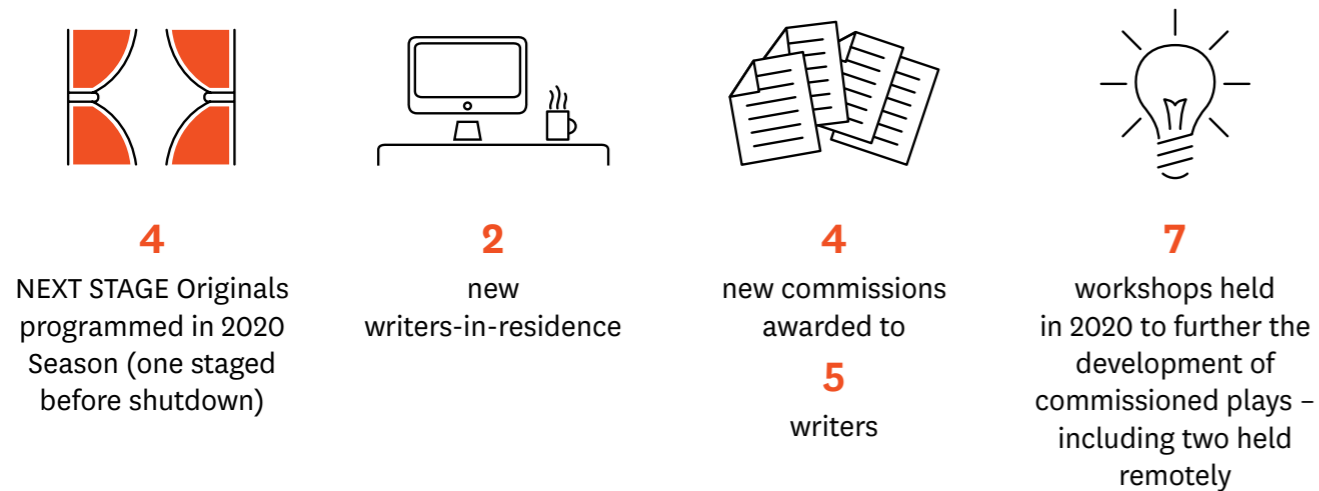 4
NEXT STAGE Originals
programmed in 2020
Season (one staged
before shutdown)
2
new
writers-in-residence
4
new commissions
awarded to
5
writers
7
workshops held
in 2020 to further the
development of
commissioned plays –
including two held
remotely